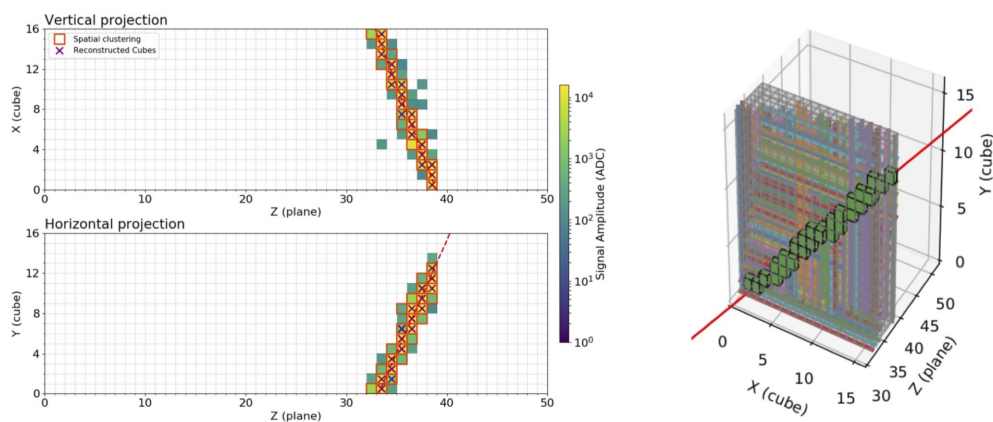 Vertical projection
16
12
8
4
0
X (cube)
Spatial clustering
Reconstructed Cubes
0 10 20 30 40 50
Z (plane)
Horizontal projection
16
12
8
4
0
Y (cube)
0 10 20 30 40 50
Z (plane)
10⁴
10³
10²
10¹
10⁰
Signal Amplitude (ADC)
15
10
5
0
Y (cube)
50
45
40
35
30
Z (plane)
0
5
10
15
X (cube)